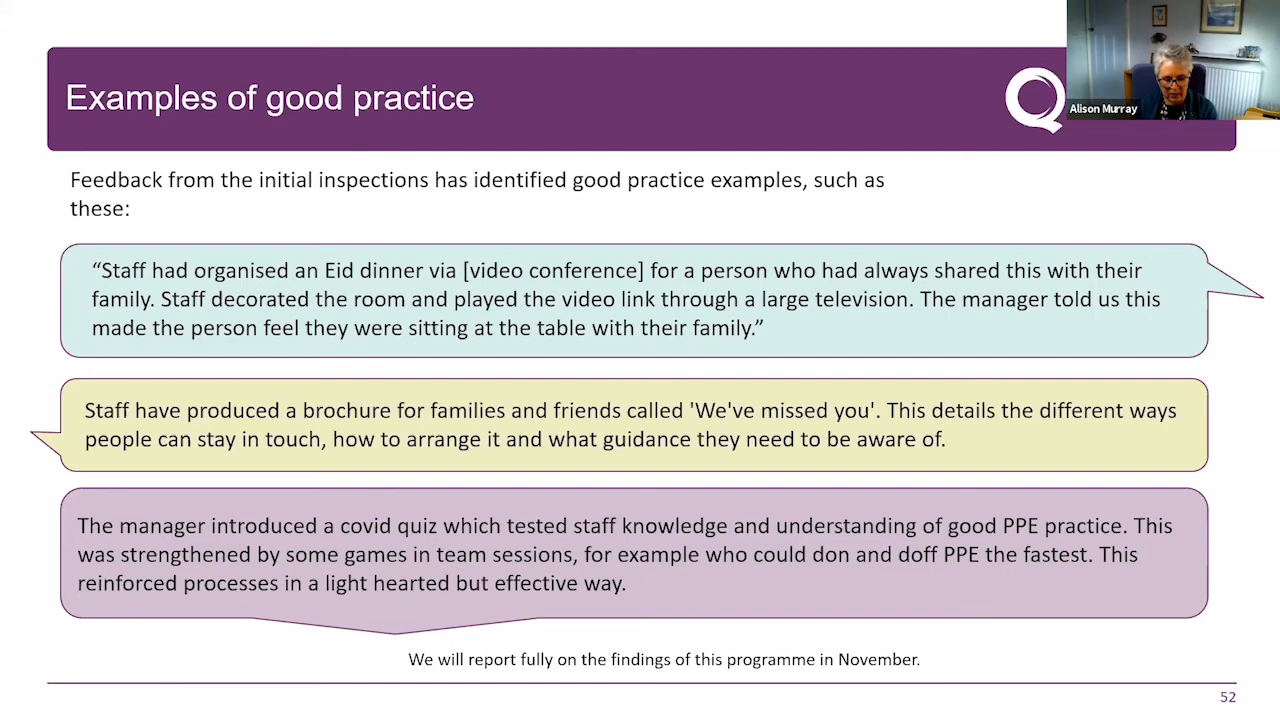 Examples of good practice
Alison Murray
Feedback from the initial inspections has identified good practice examples, such as
these:
“Staff had organised an Eid dinner via [video conference] for a person who had always shared this with their
family. Staff decorated the room and played the video link through a large television. The manager told us this
made the person feel they were sitting at the table with their family.”
Staff have produced a brochure for families and friends called 'We've missed you'. This details the different ways
people can stay in touch, how to arrange it and what guidance they need to be aware of.
The manager introduced a covid quiz which tested staff knowledge and understanding of good PPE practice. This
was strengthened by some games in team sessions, for example who could don and doff PPE the fastest. This
reinforced processes in a light hearted but effective way.
We will report fully on the findings of this programme in November.
52